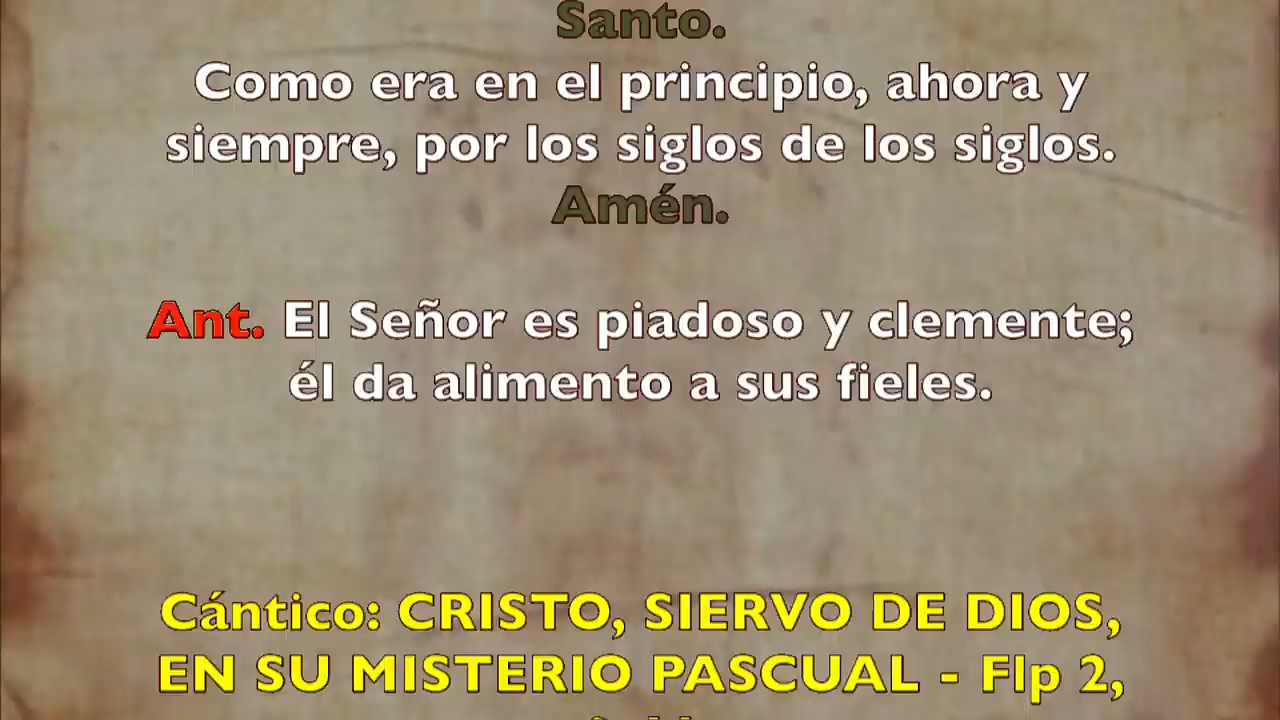 Santo.
Como era en el principio, ahora y
siempre, por los siglos de los siglos.
Amén.
Ant. El Señor es piadoso y clemente;
él da alimento a sus fieles.
Cántico: CRISTO, SIERVO DE DIOS,
EN SU MISTERIO PASCUAL - Flp 2,